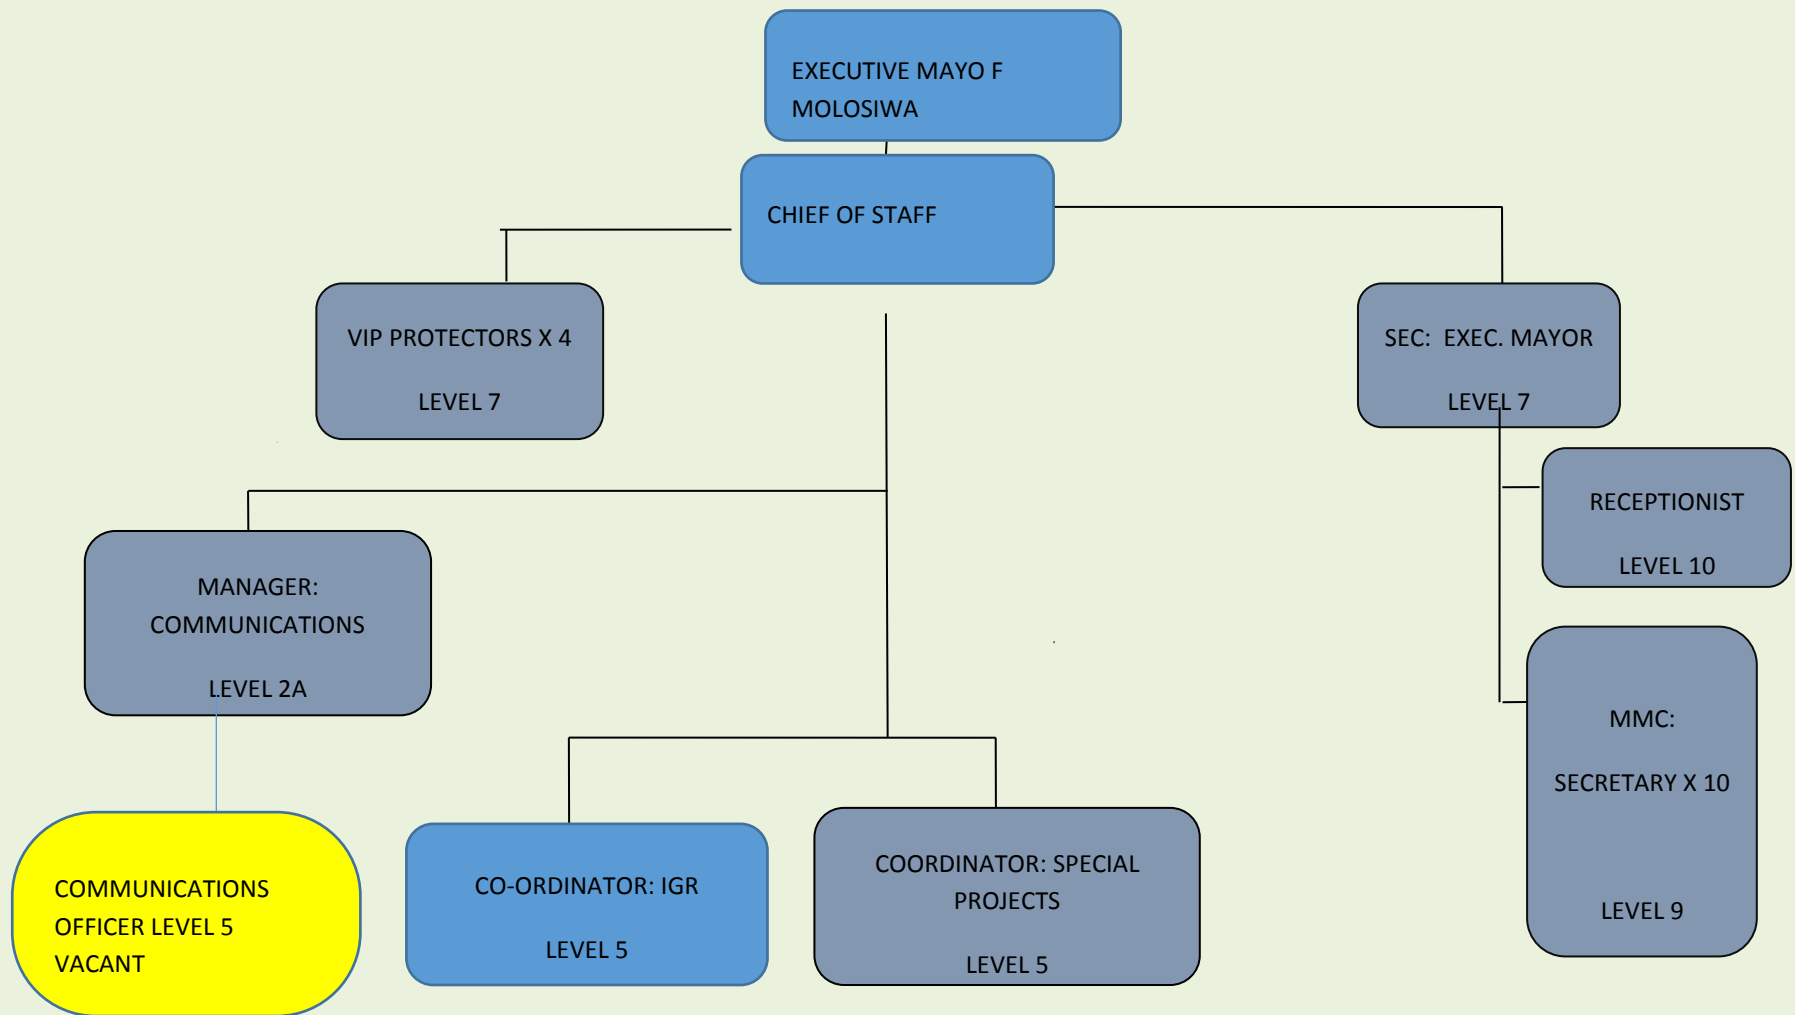 EXECUTIVE MAYO F
MOLOSIWA
CHIEF OF STAFF
VIP PROTECTORS X 4
LEVEL 7
SEC:  EXEC. MAYOR
LEVEL 7
RECEPTIONIST
LEVEL 10
MANAGER:
COMMUNICATIONS
LEVEL 2A
MMC:
SECRETARY X 10
LEVEL 9
COMMUNICATIONS
OFFICER LEVEL 5
VACANT
CO-ORDINATOR: IGR
LEVEL 5
COORDINATOR: SPECIAL
PROJECTS
LEVEL 5